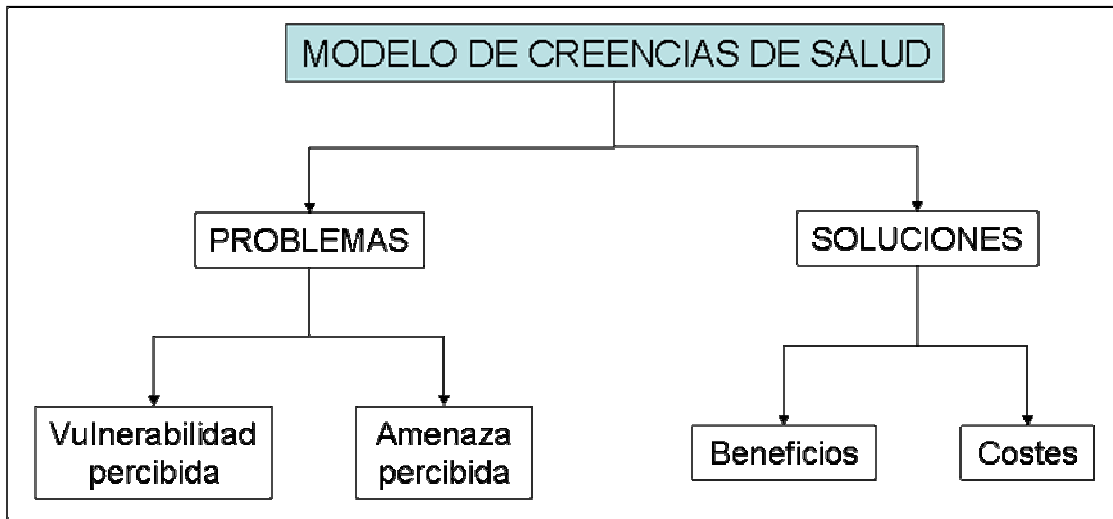 MODELO DE CREENCIAS DE SALUD
PROBLEMAS
SOLUCIONES
Vulnerabilidad
percibida
Amenaza
percibida
Beneficios
Costes